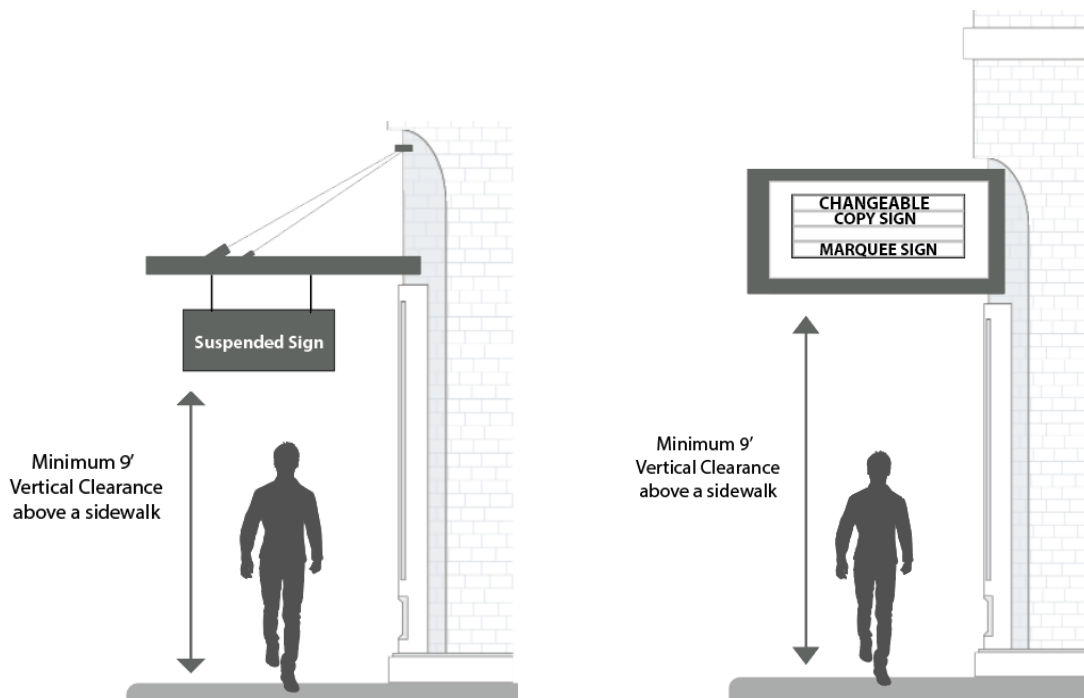 Suspended Sign
Minimum 9′
Vertical Clearance
above a sidewalk
CHANGEABLE
COPY SIGN
MARQUEE SIGN
Minimum 9′
Vertical Clearance
above a sidewalk